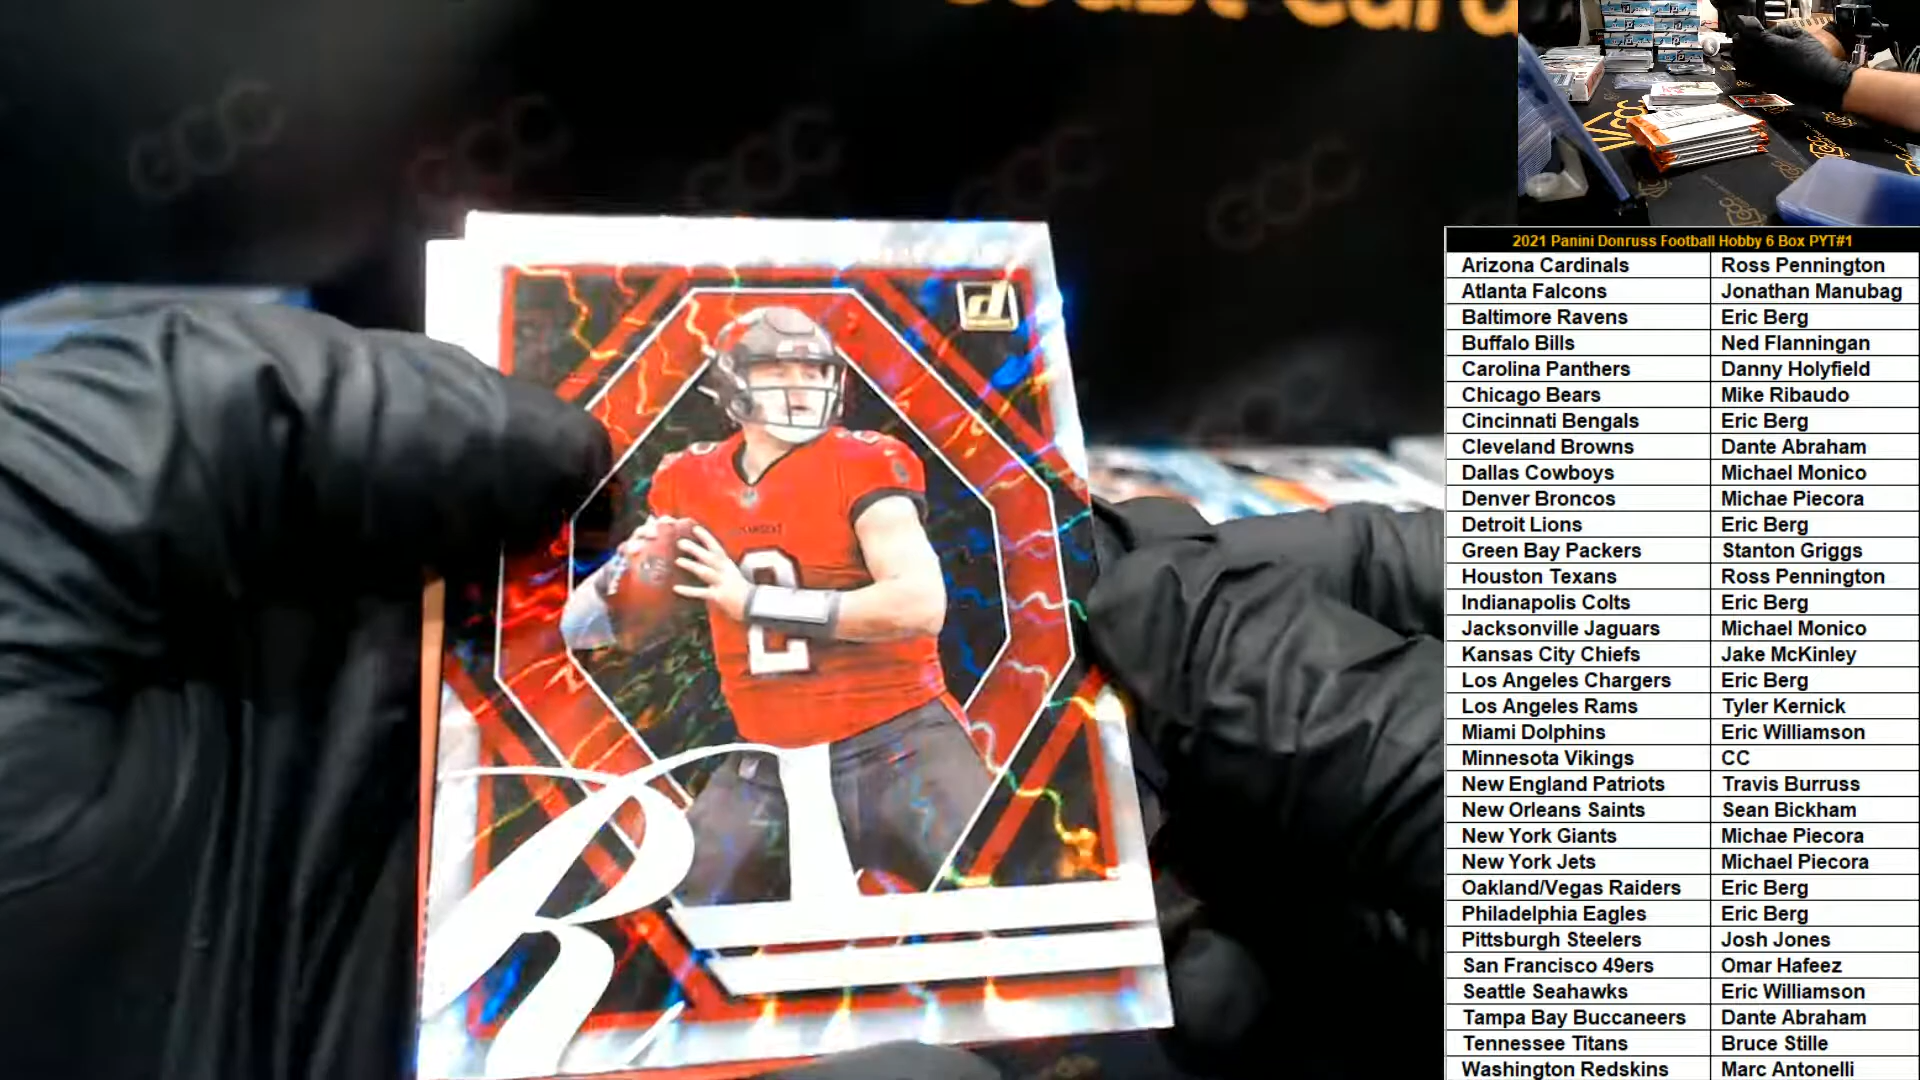 GCC GCC GCC GCC GCC
d
2
R
2021 Panini Donruss Football Hobby 6 Box PYT#1
Arizona Cardinals Ross Pennington
Atlanta Falcons Jonathan Manubag
Baltimore Ravens Eric Berg
Buffalo Bills Ned Flanningan
Carolina Panthers Danny Holyfield
Chicago Bears Mike Ribaudo
Cincinnati Bengals Eric Berg
Cleveland Browns Dante Abraham
Dallas Cowboys Michael Monico
Denver Broncos Michae Piecora
Detroit Lions Eric Berg
Green Bay Packers Stanton Griggs
Houston Texans Ross Pennington
Indianapolis Colts Eric Berg
Jacksonville Jaguars Michael Monico
Kansas City Chiefs Jake McKinley
Los Angeles Chargers Eric Berg
Los Angeles Rams Tyler Kernick
Miami Dolphins Eric Williamson
Minnesota Vikings CC
New England Patriots Travis Burruss
New Orleans Saints Sean Bickham
New York Giants Michae Piecora
New York Jets Michael Piecora
Oakland/Vegas Raiders Eric Berg
Philadelphia Eagles Eric Berg
Pittsburgh Steelers Josh Jones
San Francisco 49ers Omar Hafeez
Seattle Seahawks Eric Williamson
Tampa Bay Buccaneers Dante Abraham
Tennessee Titans Bruce Stille
Washington Redskins Marc Antonelli